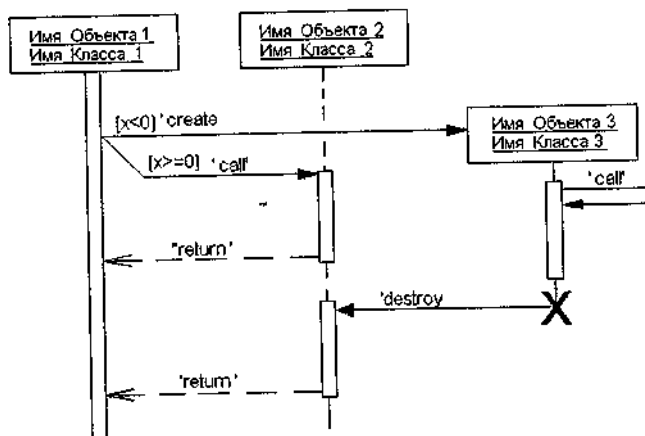 Имя Объекта 1
Имя Класса 1
Имя Объекта 2
Имя Класса 2
[x<0] 'create
Имя Объекта 3
Имя Класса 3
[x>=0] 'call'
'call'
"return'
'destroy
'return'